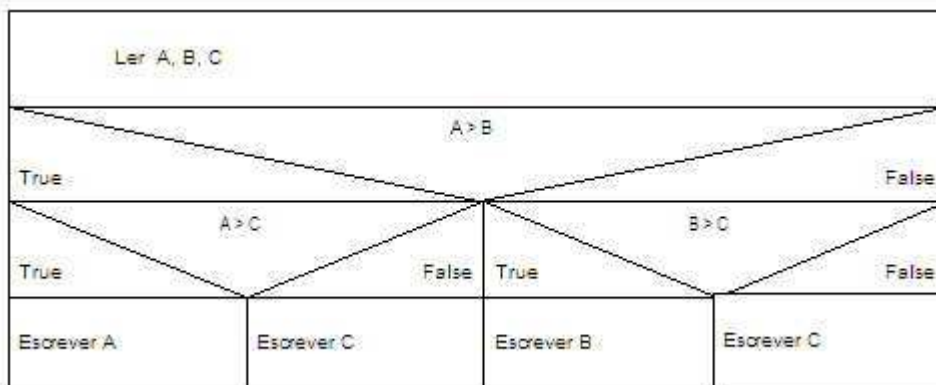 Ler A, B, C
A > B
True
False
A > C
B > C
True
False
True
False
Escrever A
Escrever C
Escrever B
Escrever C